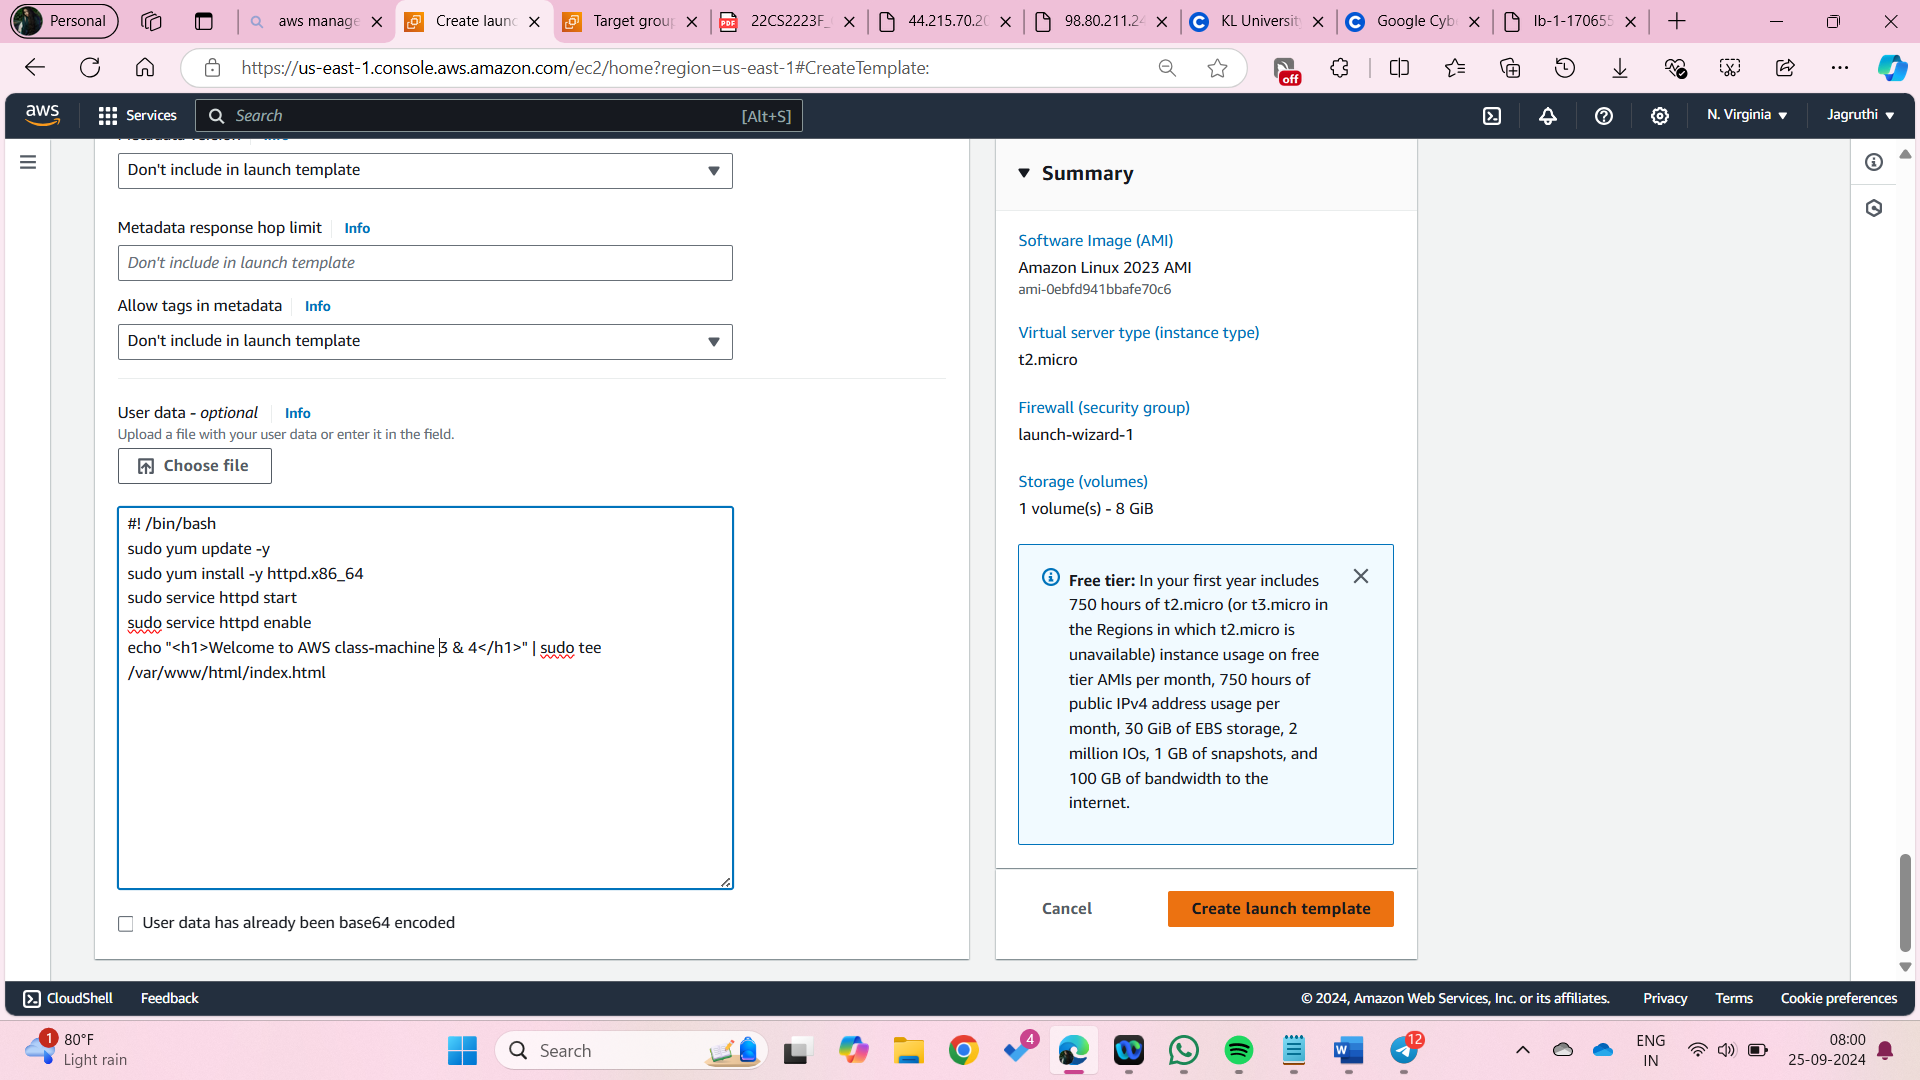 Personal
aws manage
Create launc
Target group
22CS2223F_
44.215.70.20
98.80.211.24
KL University
Google Cyb
lb-1-170655
https://us-east-1.console.aws.amazon.com/ec2/home?region=us-east-1#CreateTemplate:
off
aws
Services
Search
[Alt+S]
N. Virginia
Jagruthi
Don't include in launch template
Metadata response hop limit
Info
Don't include in launch template
Allow tags in metadata
Info
Don't include in launch template
User data - optional
Info
Upload a file with your user data or enter it in the field.
Choose file
#! /bin/bash
sudo yum update -y
sudo yum install -y httpd.x86_64
sudo service httpd start
sudo service httpd enable
echo "<h1>Welcome to AWS class-machine 3 & 4</h1>" | sudo tee
/var/www/html/index.html
User data has already been base64 encoded
Summary
Software Image (AMI)
Amazon Linux 2023 AMI
ami-0ebfd941bbafe70c6
Virtual server type (instance type)
t2.micro
Firewall (security group)
launch-wizard-1
Storage (volumes)
1 volume(s) - 8 GiB
Free tier: In your first year includes
750 hours of t2.micro (or t3.micro in
the Regions in which t2.micro is
unavailable) instance usage on free
tier AMIs per month, 750 hours of
public IPv4 address usage per
month, 30 GiB of EBS storage, 2
million IOs, 1 GB of snapshots, and
100 GB of bandwidth to the
internet.
Cancel
Create launch template
CloudShell
Feedback
© 2024, Amazon Web Services, Inc. or its affiliates.
Privacy
Terms
Cookie preferences
1
80°F
Light rain
Search
4
12
ENG
IN
08:00
25-09-2024